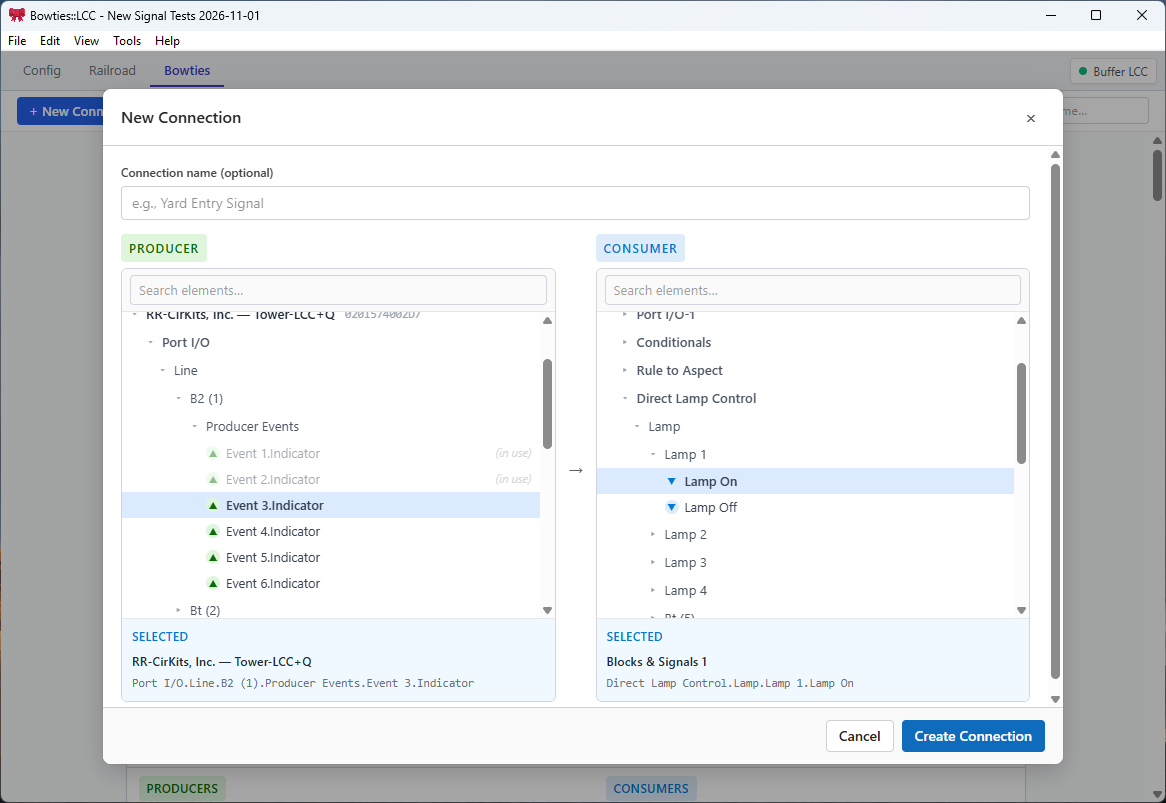 Bowties::LCC - New Signal Tests 2026-11-01
File Edit View Tools Help
Config Railroad Bowties Buffer LCC
+ New Conn
me...
New Connection ×
Connection name (optional)
e.g., Yard Entry Signal
PRODUCER
Search elements...
RR-CirKits, Inc. — Tower-LCC+Q 0201574002D7
Port I/O
Line
B2 (1)
Producer Events
Event 1.Indicator (in use)
Event 2.Indicator (in use)
Event 3.Indicator
Event 4.Indicator
Event 5.Indicator
Event 6.Indicator
Bt (2)
SELECTED
RR-CirKits, Inc. — Tower-LCC+Q
Port I/O.Line.B2 (1).Producer Events.Event 3.Indicator
→
CONSUMER
Search elements...
Port I/O-1
Conditionals
Rule to Aspect
Direct Lamp Control
Lamp
Lamp 1
Lamp On
Lamp Off
Lamp 2
Lamp 3
Lamp 4
Bt (5)
SELECTED
Blocks & Signals 1
Direct Lamp Control.Lamp.Lamp 1.Lamp On
Cancel Create Connection
PRODUCERS CONSUMERS